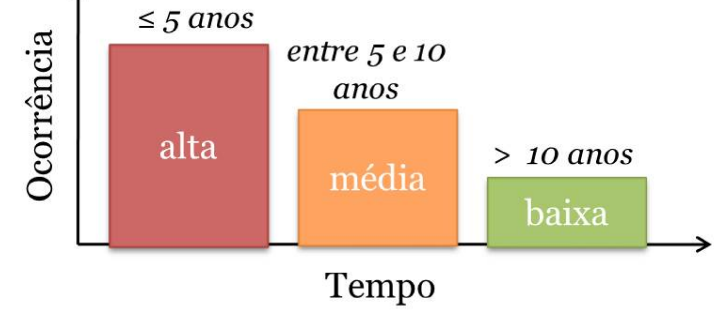 ≤ 5 anos
entre 5 e 10
anos
> 10 anos
Ocorrência
alta
média
baixa
Tempo